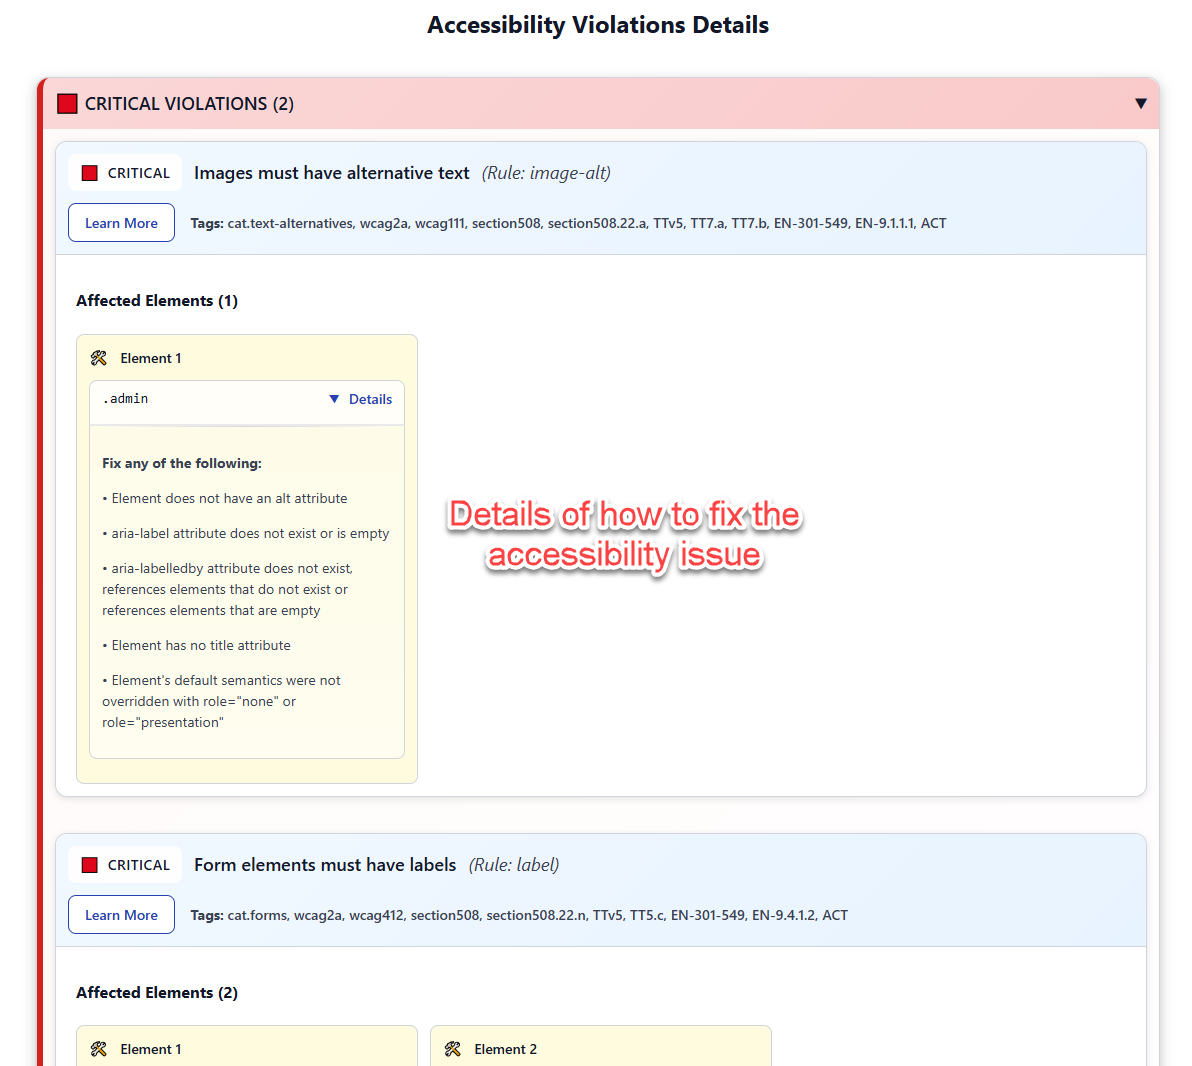 Accessibility Violations Details
CRITICAL VIOLATIONS (2)
▼
CRITICAL
Images must have alternative text (Rule: image-alt)
Learn More
Tags: cat.text-alternatives, wcag2a, wcag111, section508, section508.22.a, TTv5, TT7.a, TT7.b, EN-301-549, EN-9.1.1.1, ACT
Affected Elements (1)
Element 1
.admin
▼ Details
Fix any of the following:
• Element does not have an alt attribute
• aria-label attribute does not exist or is empty
• aria-labelledby attribute does not exist,
references elements that do not exist or
references elements that are empty
• Element has no title attribute
• Element's default semantics were not
overridden with role="none" or
role="presentation"
Details of how to fix the
accessibility issue
CRITICAL
Form elements must have labels (Rule: label)
Learn More
Tags: cat.forms, wcag2a, wcag412, section508, section508.22.n, TTv5, TT5.c, EN-301-549, EN-9.4.1.2, ACT
Affected Elements (2)
Element 1
Element 2